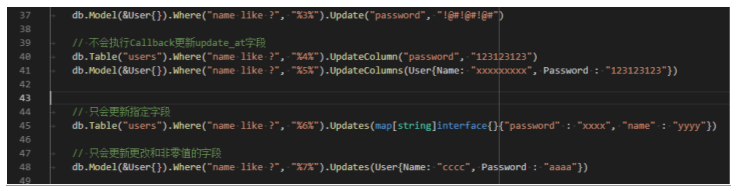 37 db.Model(&User{}).Where("name like ?", "%3%").Update("password", "!@#!@#!@#")
38
39 // 不会执行Callback更新update_at字段
40 db.Table("users").Where("name like ?", "%4%").UpdateColumn("password", "123123123")
41 db.Model(&User{}).Where("name like ?", "%5%").UpdateColumns(User{Name: "xxxxxxxxx", Password : "123123123"})
42
43
44 // 只会更新指定字段
45 db.Table("users").Where("name like ?", "%6%").Updates(map[string]interface{}{"password" : "xxxx", "name" : "yyyy"})
46
47 // 只会更新更改和非零值的字段
48 db.Model(&User{}).Where("name like ?", "%7%").Updates(User{Name: "cccc", Password : "aaaa"})
49